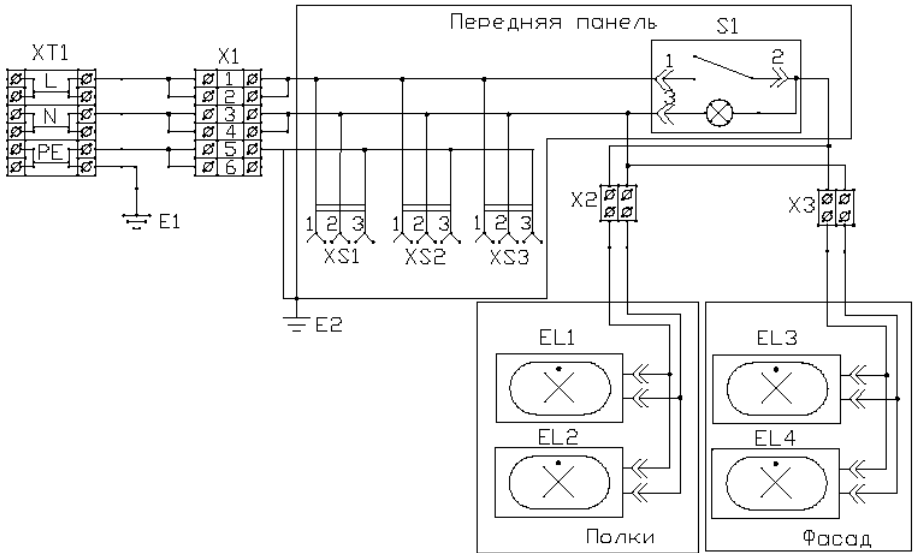 Передняя панель
S1
XT1
X1
L
1
1
2
2
N
3
3
4
PE
5
6
E1
X2
X3
1 2 3
1 2 3
1 2 3
XS1
XS2
XS3
E2
EL1
EL3
EL2
EL4
Полки
Фасад